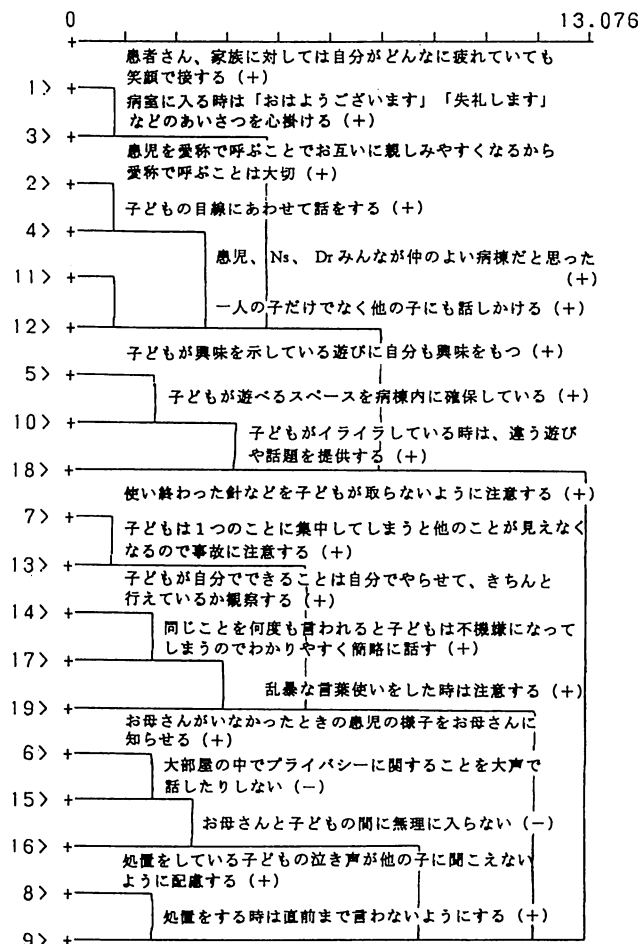 0 13.076
患者さん、家族に対しては自分がどんなに疲れていても
笑顔で接する (+)
1>
病室に入る時は「おはようございます」「失礼します」
などのあいさつを心掛ける (+)
3>
患児を愛称で呼ぶことでお互いに親しみやすくなるから
愛称で呼ぶことは大切 (+)
2>
子どもの目線にあわせて話をする (+)
4>
患児、Ns、Drみんなが仲のよい病棟だと思った
(+)
11>
一人の子だけでなく他の子にも話しかける (+)
12>
子どもが興味を示している遊びに自分も興味をもつ (+)
5>
子どもが遊べるスペースを病棟内に確保している (+)
10>
子どもがイライラしている時は、違う遊び
や話題を提供する (+)
18>
使い終わった針などを子どもが取らないように注意する (+)
7>
子どもは1つのことに集中してしまうと他のことが見えなく
なるので事故に注意する (+)
13>
子どもが自分でできることは自分でやらせて、きちんと
行えているか観察する (+)
14>
同じことを何度も言われると子どもは不機嫌になって
しまうのでわかりやすく簡略に話す (+)
17>
乱暴な言葉使いをした時は注意する (+)
19>
お母さんがいなかったときの患児の様子をお母さんに
知らせる (+)
6>
大部屋の中でプライバシーに関することを大声で
話したりしない (−)
15>
お母さんと子どもの間に無理に入らない (−)
16>
処置をしている子どもの泣き声が他の子に聞こえない
ように配慮する (+)
8>
処置をする時は直前まで言わないようにする (+)
9>